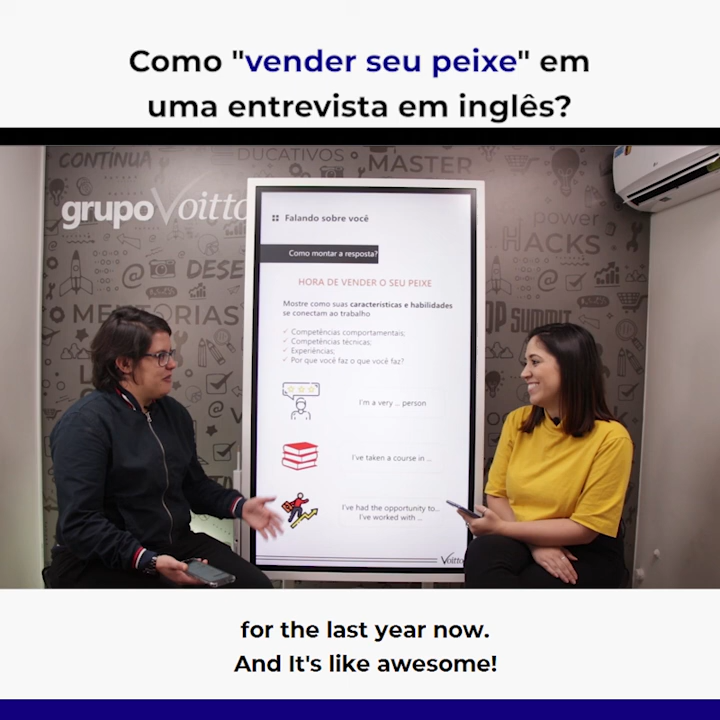 Como "vender seu peixe" em
uma entrevista em inglês?
CONTÍNUA
DUCATIVOS
MASTER
grupo Voitto
power
HACKS
DESE
MEMTORIAS
OP SUMMIT
Falando sobre você
Como montar a resposta?
HORA DE VENDER O SEU PEIXE
Mostre como suas características e habilidades
se conectam ao trabalho
✓ Competências comportamentais;
✓ Competências técnicas;
✓ Experiências;
✓ Por que você faz o que você faz?
I'm a very ... person
I've taken a course in ...
I've had the opportunity to...
I've worked with ...
Voitto
for the last year now.
And It's like awesome!